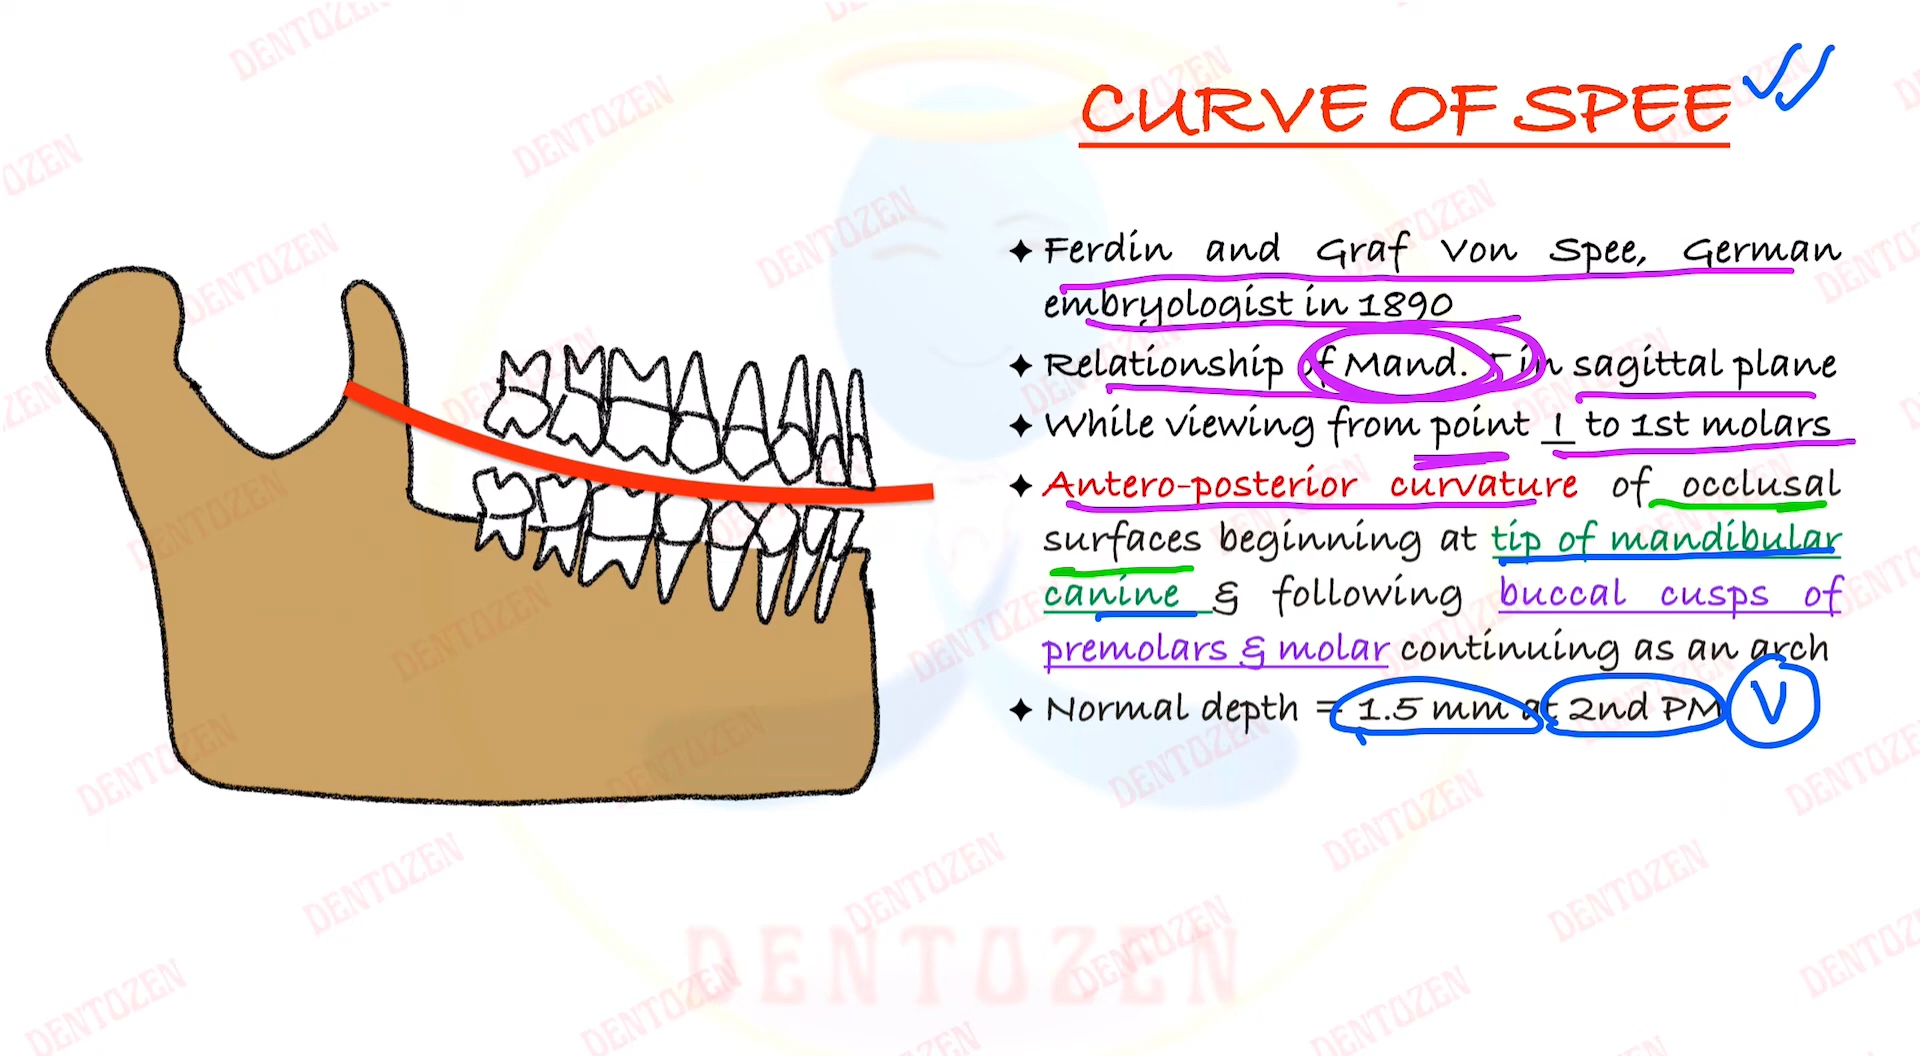 CURVE OF SPEE
Ferdin and Graf Von Spee, German
embryologist in 1890
Relationship of Mand. in sagittal plane
While viewing from point 1 to 1st molars
Antero-posterior curvature of occlusal
surfaces beginning at tip of mandibular
canine & following buccal cusps of
premolars & molar continuing as an arch
Normal depth = 1.5 mm at 2nd PM
V
DENTOZEN